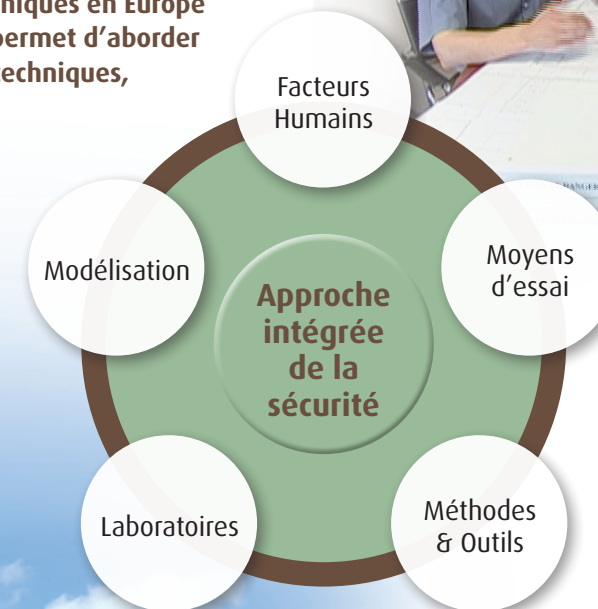 niques en Europe
permet d’aborder
techniques,
Facteurs
Humains
Modélisation
Moyens
d’essai
Approche
intégrée
de la
sécurité
Laboratoires
Méthodes
& Outils